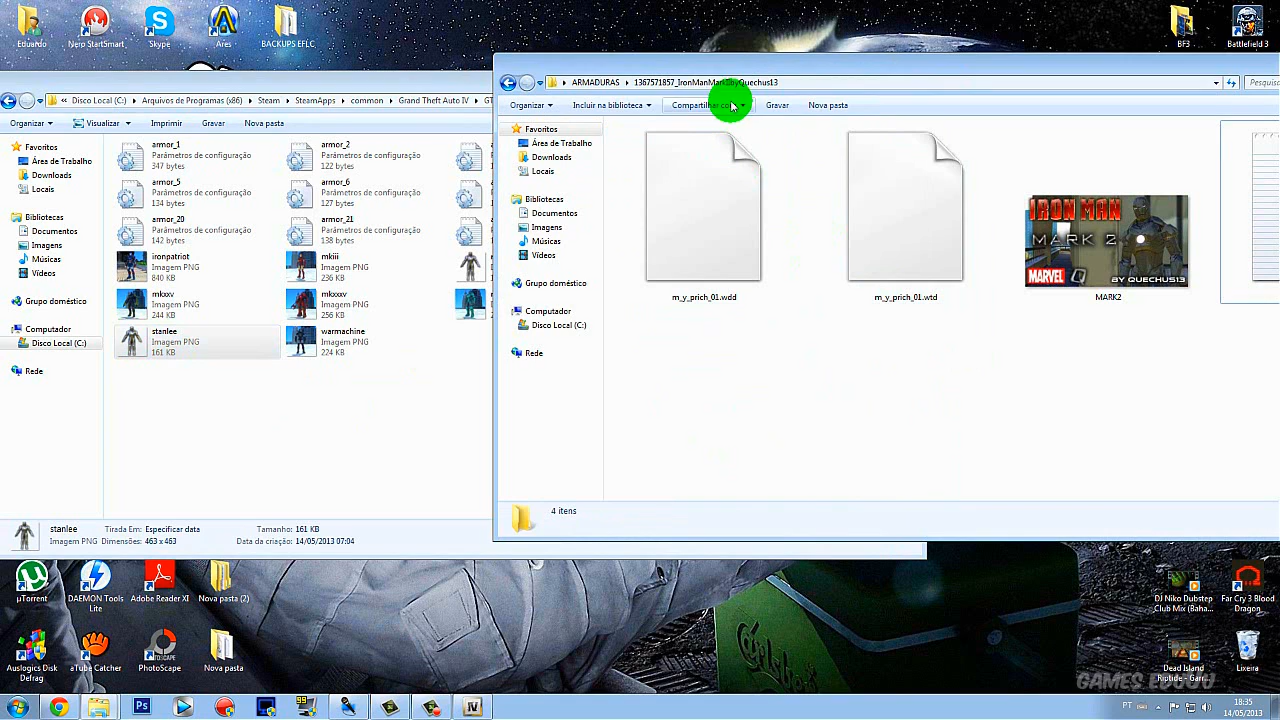 Eduardo
Nero StartSmart
Skype
Ares
BACKUPS EFLC
BF3
Battlefield 3
« Disco Local (C:) ▸ Arquivos de Programas (x86) ▸ Steam ▸ SteamApps ▸ common ▸ Grand Theft Auto IV ▸
Organizar
Visualizar
Imprimir
Gravar
Nova pasta
Favoritos
Área de Trabalho
Downloads
Locais
Bibliotecas
Documentos
Imagens
Músicas
Vídeos
Grupo doméstico
Computador
Disco Local (C:)
Rede
armor_1
Parâmetros de configuração
347 bytes
armor_2
Parâmetros de configuração
122 bytes
armor_5
Parâmetros de configuração
134 bytes
armor_6
Parâmetros de configuração
127 bytes
armor_20
Parâmetros de configuração
142 bytes
armor_21
Parâmetros de configuração
138 bytes
ironpatriot
Imagem PNG
840 KB
mkiii
Imagem PNG
236 KB
mkxxv
Imagem PNG
244 KB
mkxxxv
Imagem PNG
256 KB
stanlee
Imagem PNG
161 KB
warmachine
Imagem PNG
224 KB
stanlee
Imagem PNG
Tirada Em: Especificar data
Dimensões: 463 x463
Tamanho: 161 KB
Data da criação: 14/05/2013 07:04
ARMADURAS ▸
Organizar
Incluir na biblioteca
Compartilhar
Gravar
Nova pasta
Favoritos
Área de Trabalho
Downloads
Locais
Bibliotecas
Documentos
Imagens
Músicas
Vídeos
Grupo doméstico
Computador
Disco Local (C:)
Rede
m_y_prich_01.wdd
m_y_prich_01.wtd
IRON MAN
MARK 2
MARVEL
BY QUECHUS13
MARK2
4 itens
µTorrent
DAEMON Tools
Lite
Adobe Reader XI
Nova pasta (2)
Auslogics Disk
Defrag
aTube Catcher
PhotoScape
Nova pasta
Carlsberg
DJ Niko Dubstep
Club Mix (Baha...
Far Cry 3 Blood
Dragon
Dead Island
Riptide - Garr...
Lixeira
Ps
99
IV
PT
18:35
14/05/2013